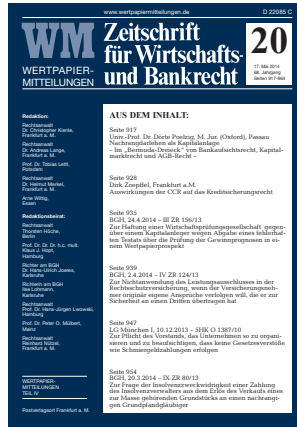 www.wertpapiermitteilungen.de
D 22085 C
WM
WERTPAPIER-
MITTEILUNGEN
Zeitschrift
für Wirtschafts-
und Bankrecht
20
17. Mai 2014
68. Jahrgang
Seiten 917-964
Redaktion:
Rechtsanwalt
Dr. Christopher Kienle,
Frankfurt a. M.
Rechtsanwalt
Dr. Andreas Lange,
Frankfurt a. M.
Prof. Dr. Tobias Lettl,
Potsdam
Rechtsanwalt
Dr. Helmut Merkel,
Frankfurt a. M.
Arne Wittig,
Essen
Redaktionsbeirat:
Rechtsanwalt
Thorsten Höche,
Berlin
Prof. Dr. Dr. Dr. h.c. mult.
Klaus J. Hopt,
Hamburg
Richter am BGH
Dr. Hans-Ulrich Joeres,
Karlsruhe
Richterin am BGH
Ilse Lohmann,
Karlsruhe
Rechtsanwalt
Prof. Dr. Hans-Jürgen Lwowski,
Hamburg
Prof. Dr. Peter O. Mülbert,
Mainz
Rechtsanwalt
Reinhard Nützel,
Frankfurt a. M.
WERTPAPIER-
MITTEILUNGEN
TEIL IV
Postverlagsort Frankfurt a. M.
AUS DEM INHALT:
Seite 917
Univ.-Prof. Dr. Dörte Poelzig, M. Jur. (Oxford), Passau
Nachrangdarlehen als Kapitalanlage
– Im „Bermuda-Dreieck“ von Bankaufsichtsrecht, Kapital-
marktrecht und AGB-Recht –
Seite 928
Dirk Zoepffel, Frankfurt a.M.
Auswirkungen der CCR auf das Kreditsicherungsrecht
Seite 935
BGH, 24.4.2014 – III ZR 156/13
Zur Haftung einer Wirtschaftsprüfungsgesellschaft gegen-
über einem Kapitalanleger wegen Abgabe eines fehlerhaf-
ten Testats über die Prüfung der Gewinnprognosen in ei-
nem Wertpapierprospekt
Seite 939
BGH, 2.4.2014 – IV ZR 124/13
Zur Nichtanwendung des Leistungsausschlusses in der
Rechtsschutzversicherung, wenn der Versicherungsneh-
mer originär eigene Ansprüche verfolgen will, die er zur
Sicherheit an einen Dritten übertragen hat
Seite 947
LG München I, 10.12.2013 – 5HK O 1387/10
Zur Pflicht des Vorstands, das Unternehmen so zu organi-
sieren und zu beaufsichtigen, dass keine Gesetzesverstöße
wie Schmiergeldzahlungen erfolgen
Seite 954
BGH, 20.3.2014 – IX ZR 80/13
Zur Frage der Insolvenzzweckwidrigkeit einer Zahlung
des Insolvenzverwalters aus dem Erlös des Verkaufs eines
zur Masse gehörenden Grundstücks an einen nachrangi-
gen Grundpfandgläubiger